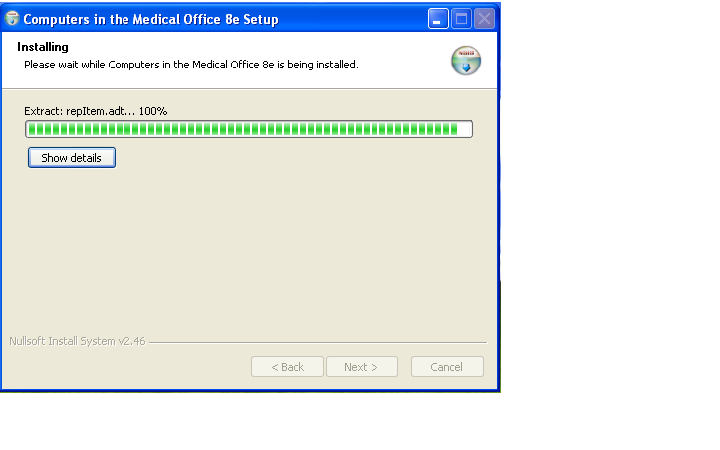 Computers in the Medical Office 8e Setup
Installing
Please wait while Computers in the Medical Office 8e is being installed.
Extract: repItem.adt... 100%
Show details
Nullsoft Install System v2.46
< Back Next > Cancel